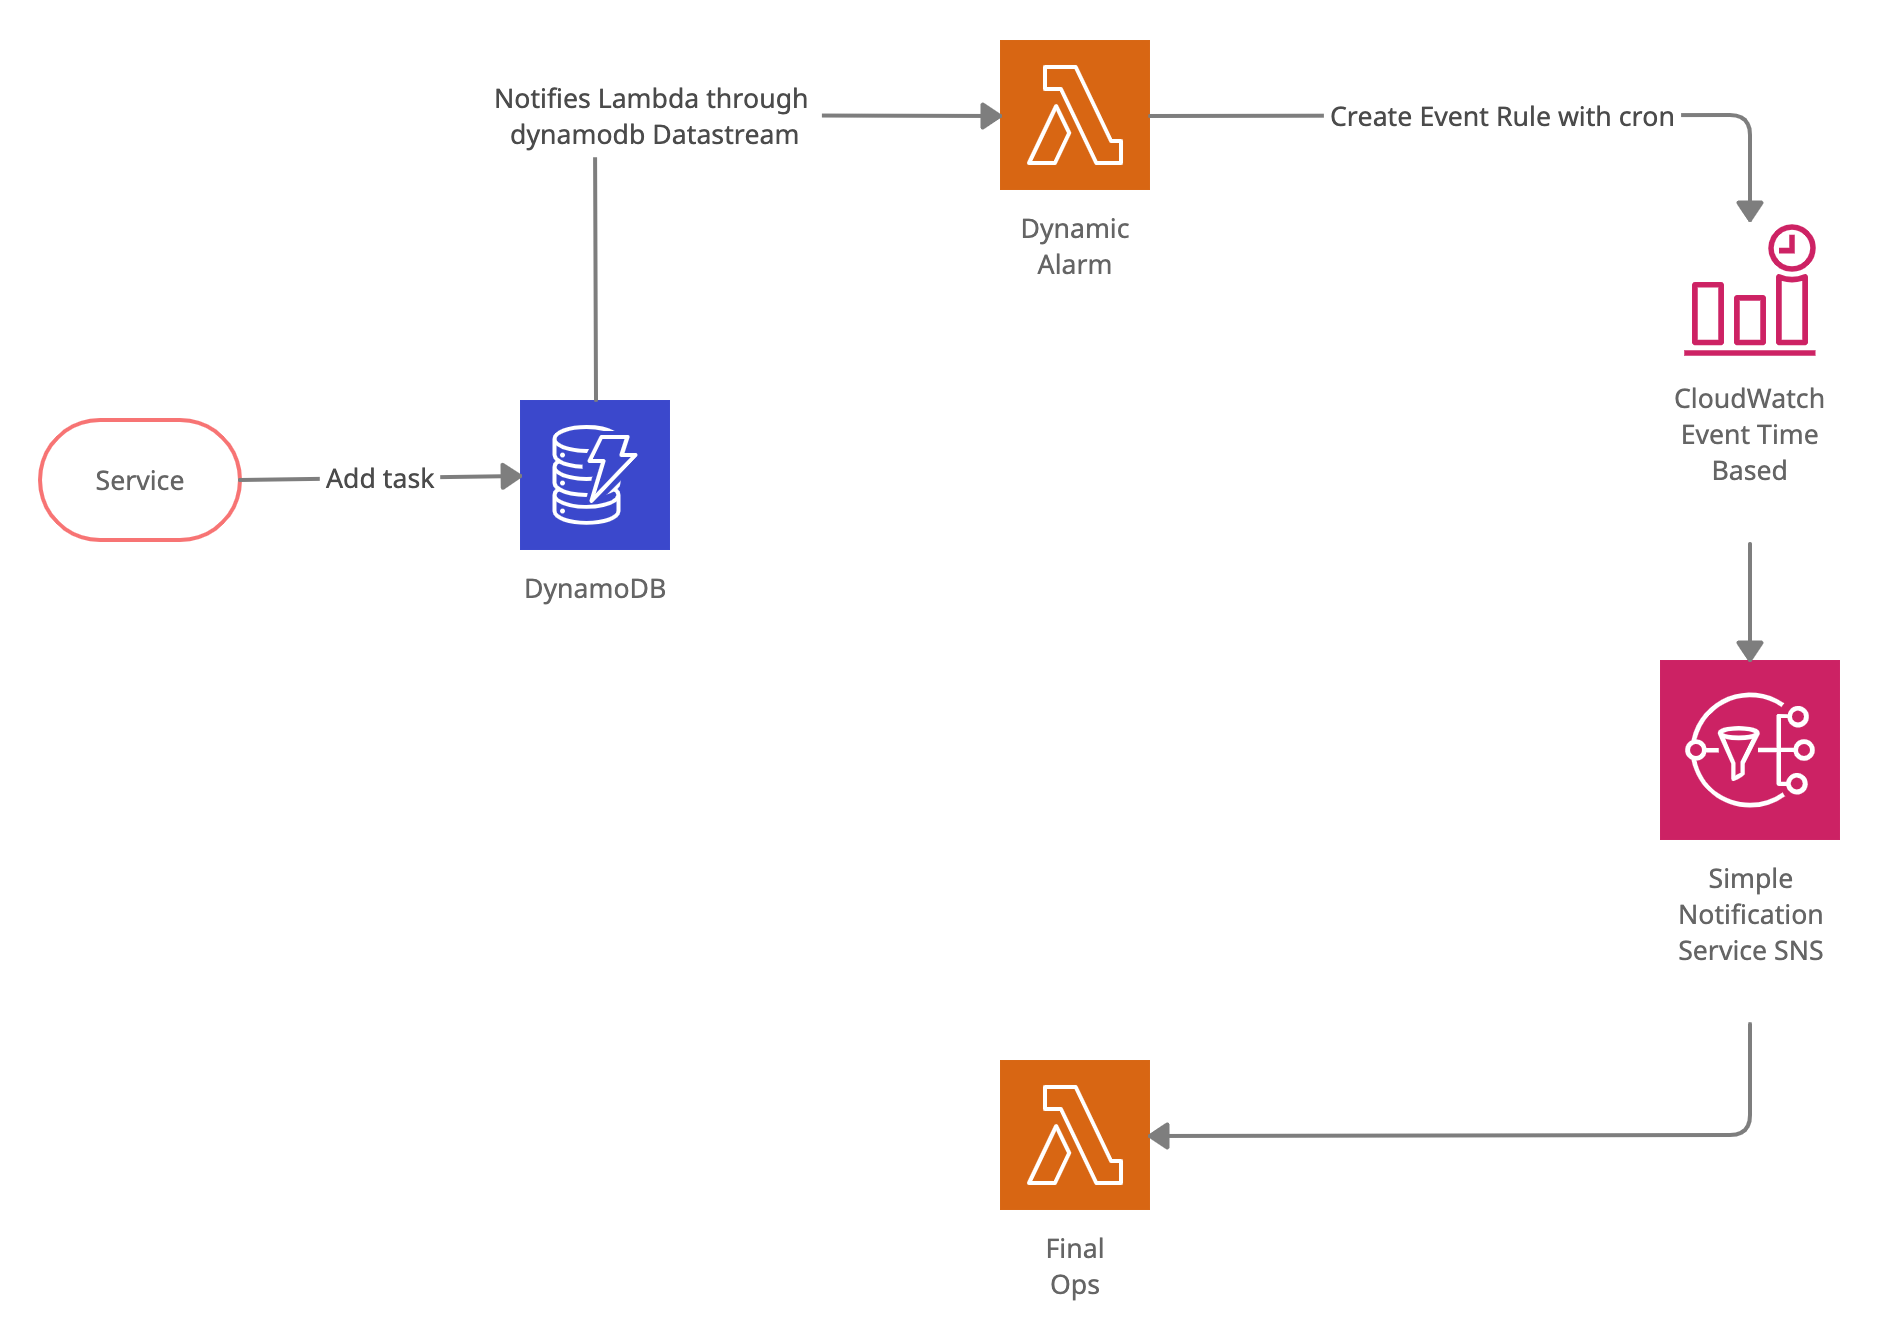 Notifies Lambda through
dynamodb Datastream
Create Event Rule with cron
Dynamic
Alarm
CloudWatch
Event Time
Based
Service
Add task
DynamoDB
Simple
Notification
Service SNS
Final
Ops